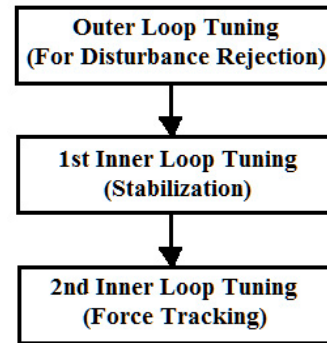 Outer Loop Tuning
(For Disturbance Rejection)
1st Inner Loop Tuning
(Stabilization)
2nd Inner Loop Tuning
(Force Tracking)